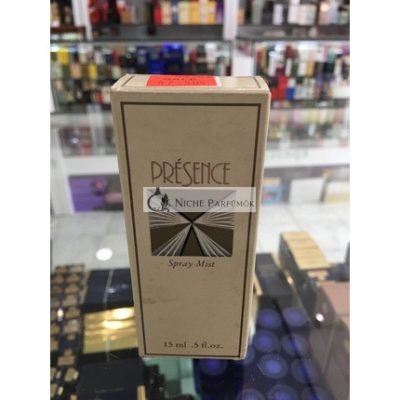 PRÉSENCE
NICHE PARFÜMÖK
Spray Mist
15 ml .5 fl.oz.